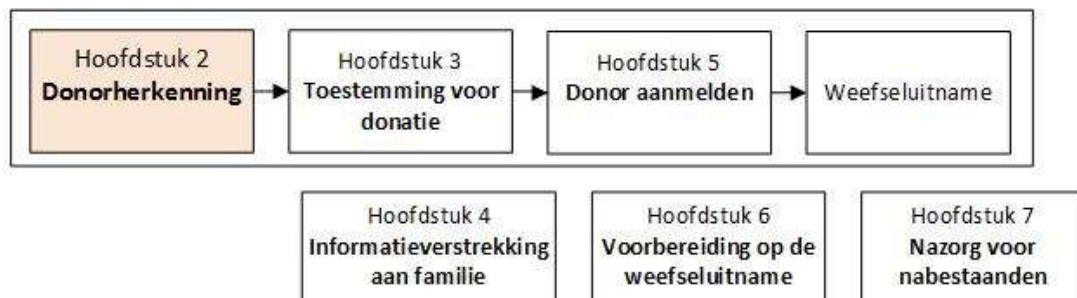 Hoofdstuk 2
Donorherkenning
Hoofdstuk 3
Toestemming voor
donatie
Hoofdstuk 5
Donor aanmelden
Weefseluitname
Hoofdstuk 4
Informatieverstrekking
aan familie
Hoofdstuk 6
Voorbereiding op de
weefseluitname
Hoofdstuk 7
Nazorg voor
nabestaanden